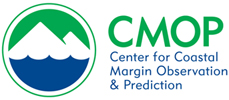 CMOP
Center for Coastal
Margin Observation
& Prediction